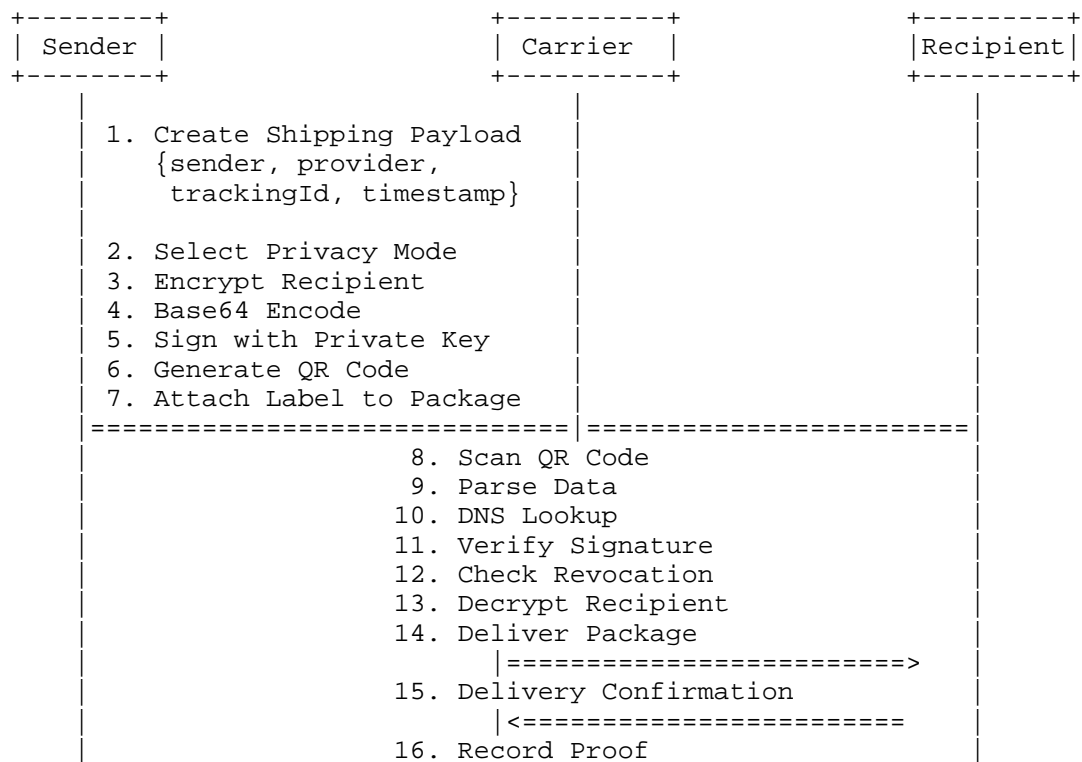 +--------+                    +----------+              +---------+
| Sender |                    | Carrier  |              |Recipient|
+--------+                    +----------+              +---------+
    |                              |                        |
    | 1. Create Shipping Payload   |                        |
    |    {sender, provider,        |                        |
    |     trackingId, timestamp}   |                        |
    |                              |                        |
    | 2. Select Privacy Mode       |                        |
    | 3. Encrypt Recipient         |                        |
    | 4. Base64 Encode             |                        |
    | 5. Sign with Private Key     |                        |
    | 6. Generate QR Code          |                        |
    | 7. Attach Label to Package   |                        |
    |==============================|========================|
    |                    8. Scan QR Code                    |
    |                    9. Parse Data                      |
    |                   10. DNS Lookup                      |
    |                   11. Verify Signature                |
    |                   12. Check Revocation                |
    |                   13. Decrypt Recipient               |
    |                   14. Deliver Package                 |
    |                         |=========================>   |
    |                   15. Delivery Confirmation           |
    |                         |<========================    |
    |                   16. Record Proof                    |